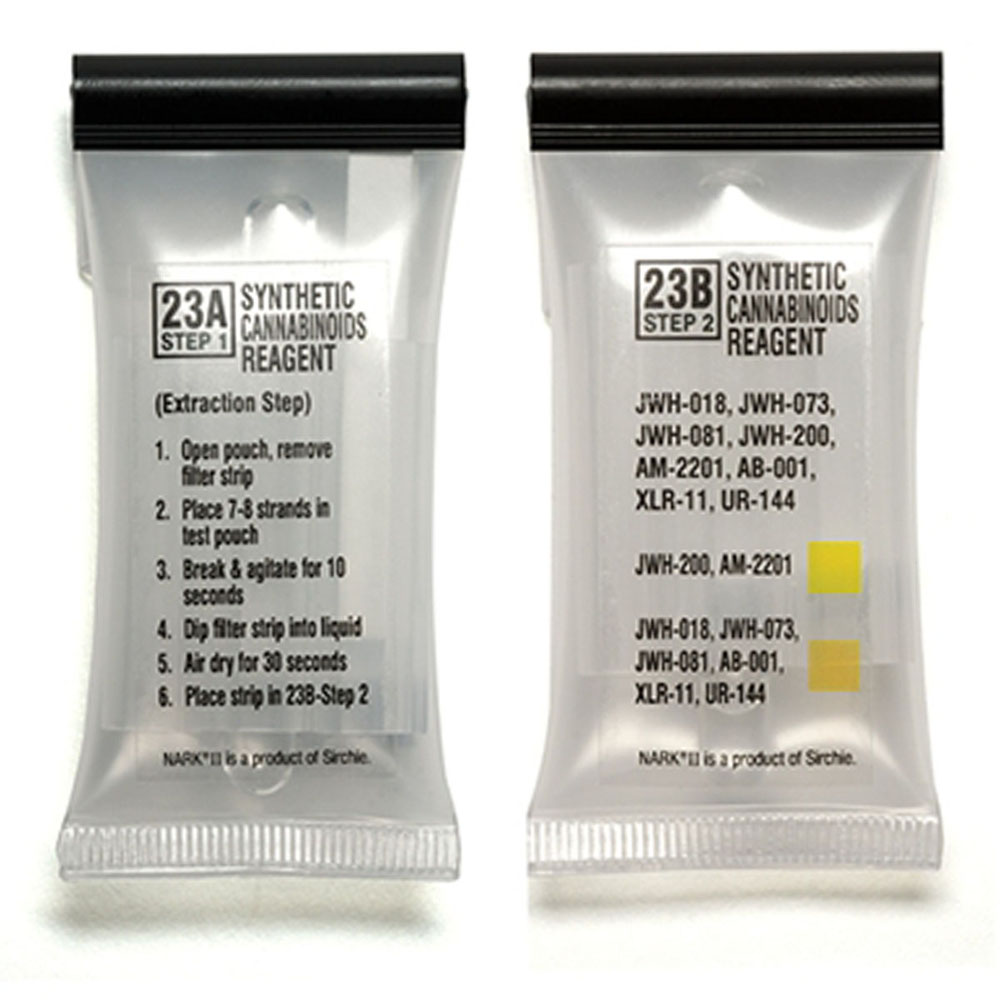 23A
STEP 1
SYNTHETIC
CANNABINOIDS
REAGENT
(Extraction Step)
1. Open pouch, remove
filter strip
2. Place 7-8 strands in
test pouch
3. Break & agitate for 10
seconds
4. Dip filter strip into liquid
5. Air dry for 30 seconds
6. Place strip in 23B-Step 2
NARK® II is a product of Sirchie.
23B
STEP 2
SYNTHETIC
CANNABINOIDS
REAGENT
JWH-018, JWH-073,
JWH-081, JWH-200,
AM-2201, AB-001,
XLR-11, UR-144
JWH-200, AM-2201
JWH-018, JWH-073,
JWH-081, AB-001,
XLR-11, UR-144
NARK® II is a product of Sirchie.